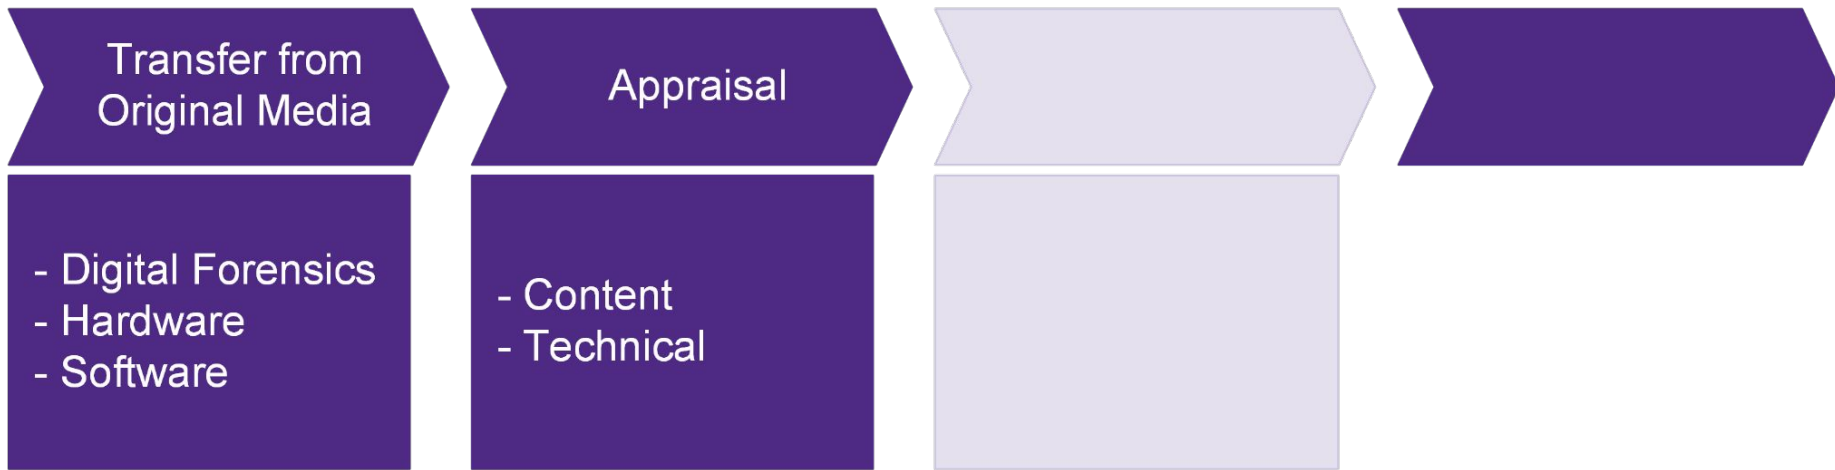 Transfer from
Original Media
Appraisal
- Digital Forensics
- Hardware
- Software
- Content
- Technical